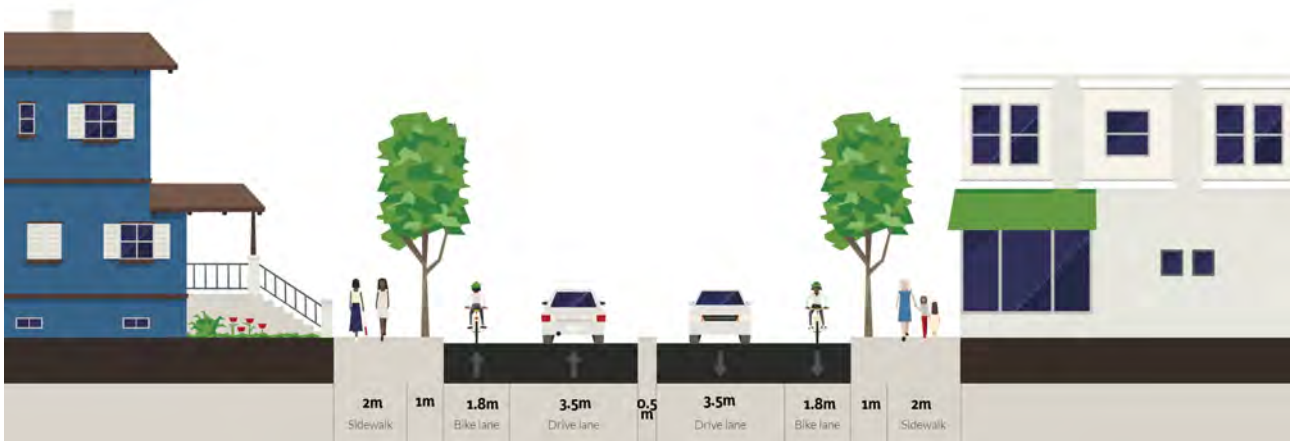 2m 1m 1.8m 3.5m 0.5 3.5m 1.8m 1m 2m
m
Sidewalk Bike lane Drive lane Drive lane Bike lane Sidewalk